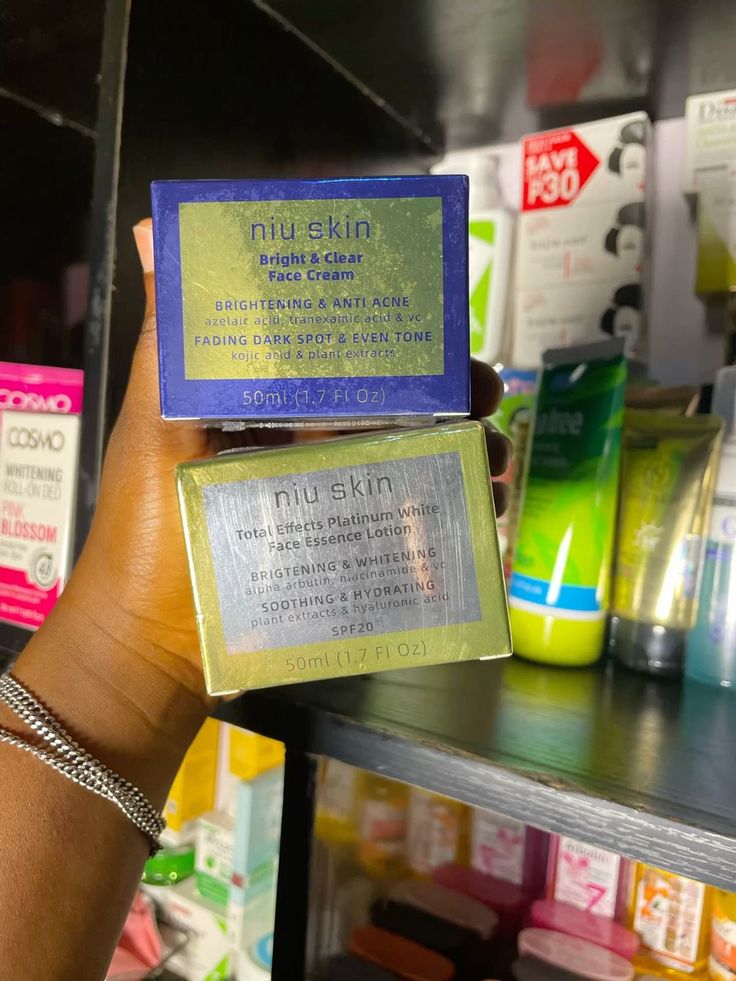 niu skin
Bright & Clear
Face Cream
BRIGHTENING & ANTI ACNE
azelaic acid, tranexamic acid & vc
FADING DARK SPOT & EVEN TONE
kojic acid & plant extracts
50ml (1.7 Fl Oz)
niu skin
Total Effects Platinum White
Face Essence Lotion
BRIGTENING & WHITENING
alpha arbutin, niacinamide & vc
SOOTHING & HYDRATING
plant extracts & hyaluronic acid
SPF20
50ml (1.7 Fl Oz)
COSMO
COSMO
WHITENING
ROLL-ON DEO
PINK
BLOSSOM
48
SAVE
₱30
tree